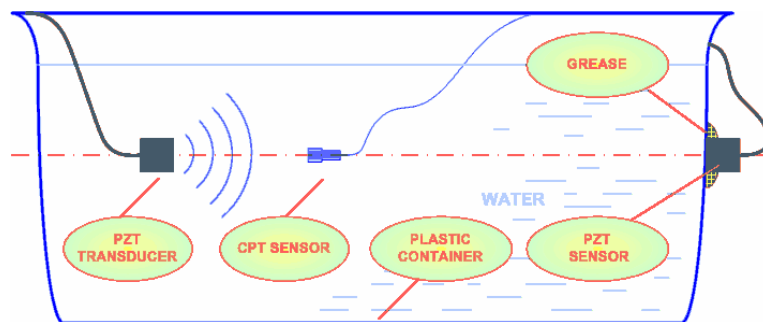 GREASE
WATER
PZT
TRANSDUCER
CPT SENSOR
PLASTIC
CONTAINER
PZT
SENSOR